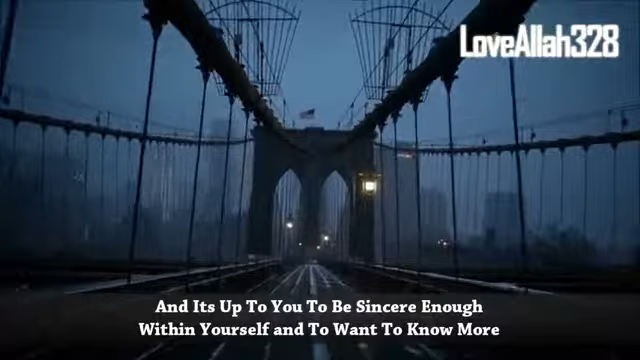 LoveAllah328
And Its Up To You To Be Sincere Enough
Within Yourself and To Want To Know More